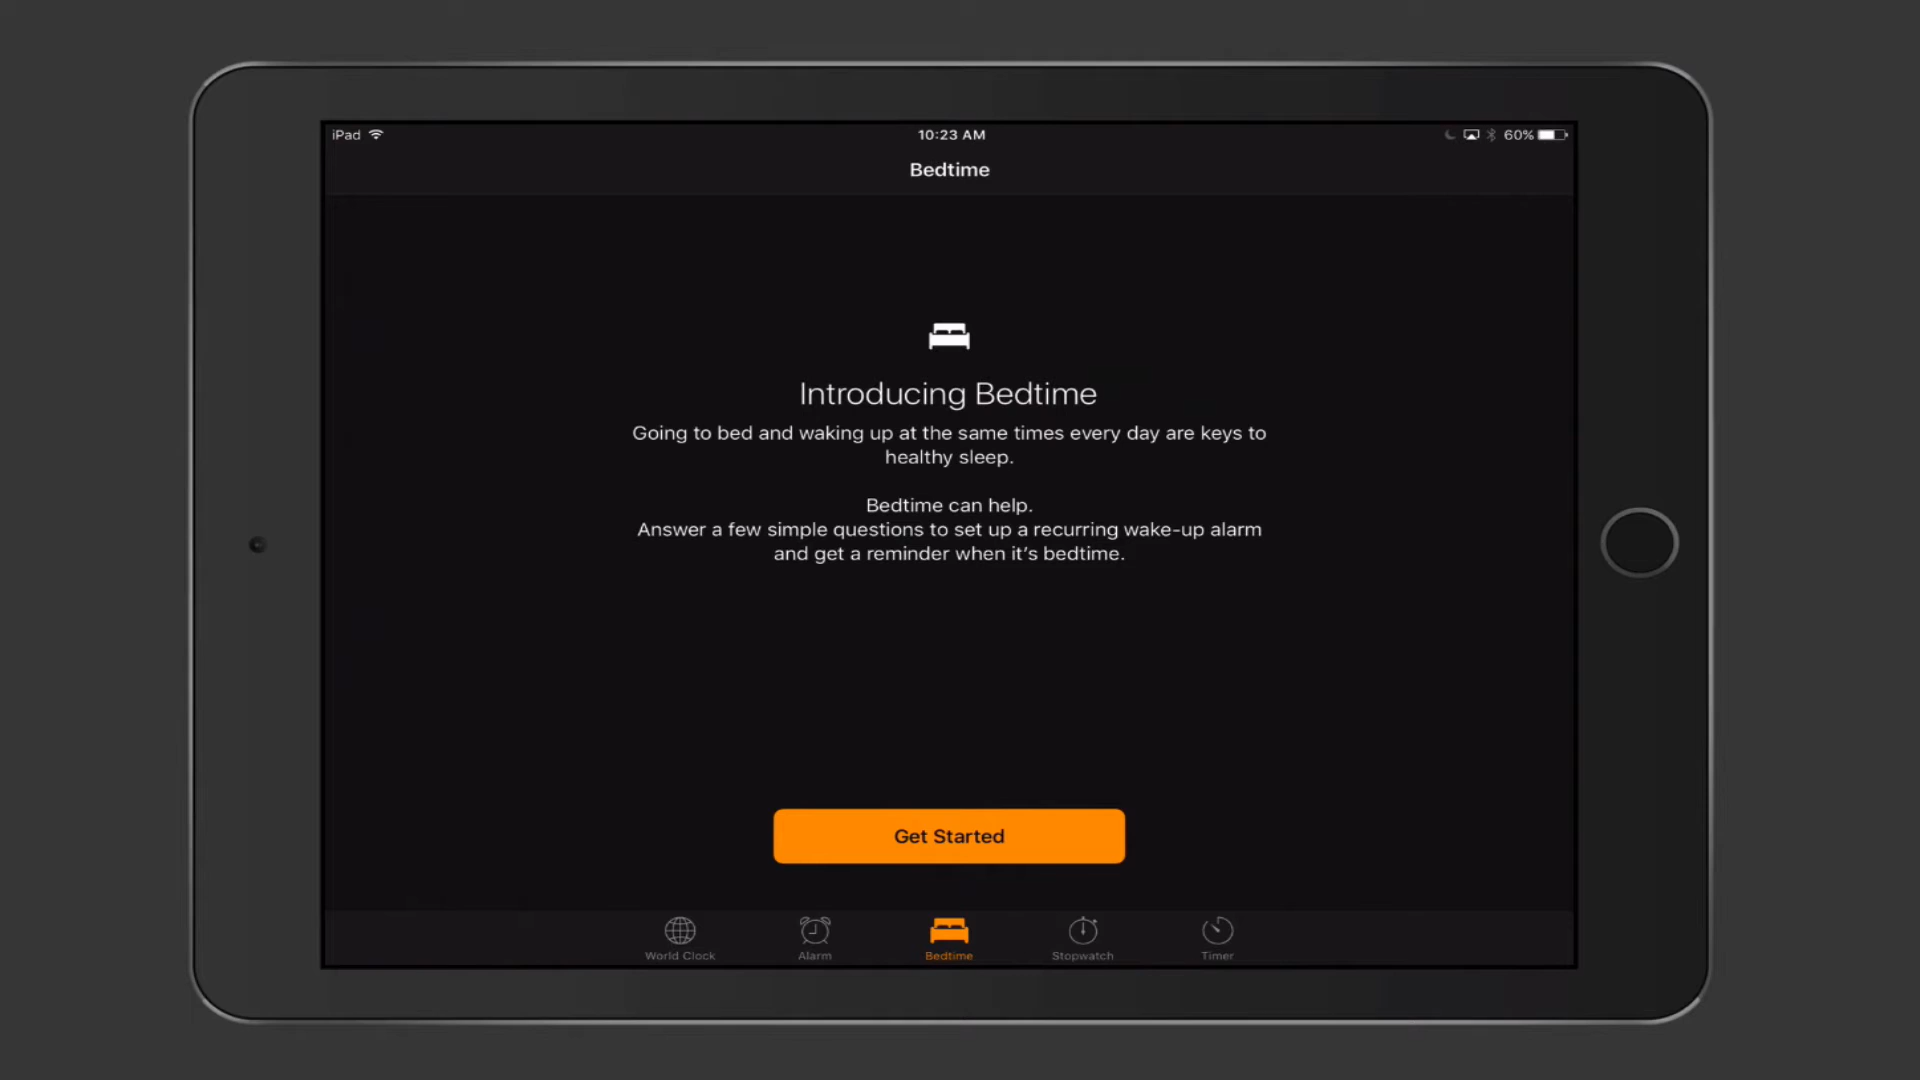 iPad
10:23 AM
60%
Bedtime
Introducing Bedtime
Going to bed and waking up at the same times every day are keys to
healthy sleep.
Bedtime can help.
Answer a few simple questions to set up a recurring wake-up alarm
and get a reminder when it’s bedtime.
Get Started
World Clock
Alarm
Bedtime
Stopwatch
Timer